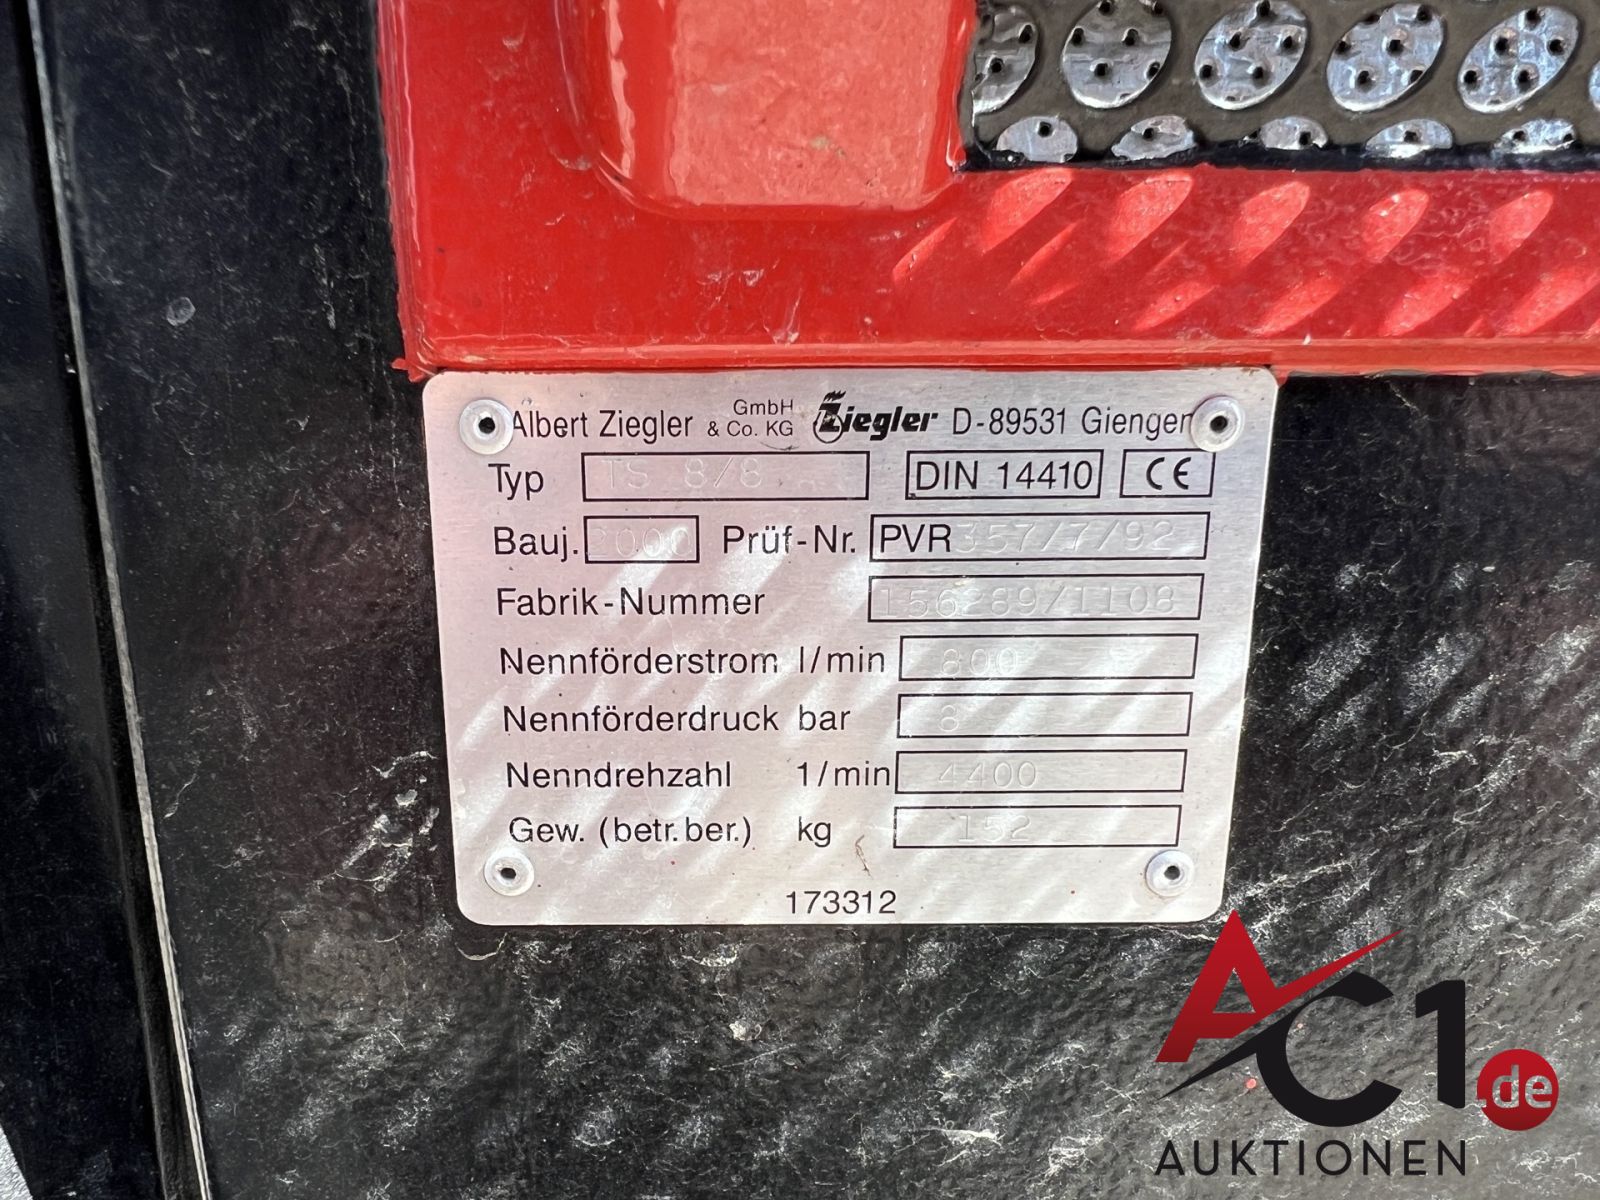 Albert Ziegler GmbH & Co. KG Ziegler D-89531 Giengen
Typ TS 8/8 DIN 14410 CE
Bauj. 2000 Prüf-Nr. PVR 357/7/92
Fabrik-Nummer 156289/1108
Nennförderstrom l/min 800
Nennförderdruck bar 8
Nenndrehzahl 1/min 4400
Gew. (betr.ber.) kg 152
173312
AC1.de
AUKTIONEN